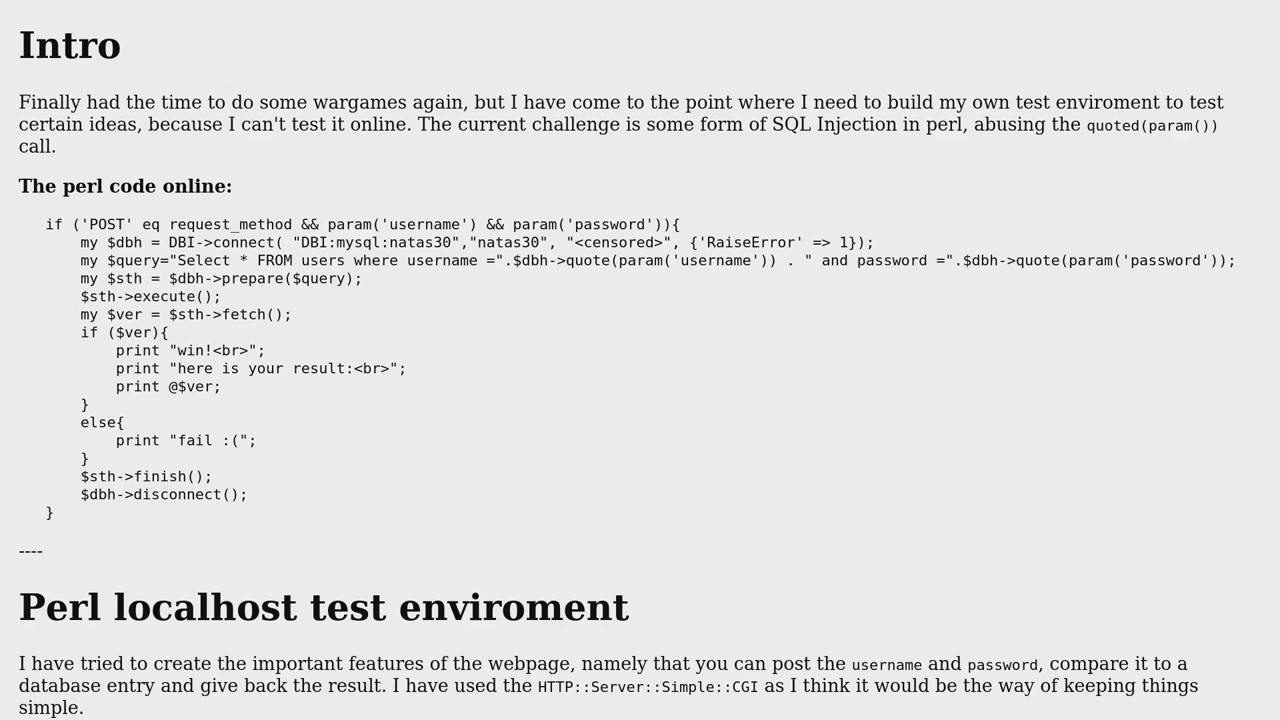 Intro
Finally had the time to do some wargames again, but I have come to the point where I need to build my own test enviroment to test
certain ideas, because I can't test it online. The current challenge is some form of SQL Injection in perl, abusing the quoted(param())
call.
The perl code online:
if ('POST' eq request_method && param('username') && param('password')){
    my $dbh = DBI->connect( "DBI:mysql:natas30","natas30", "<censored>", {'RaiseError' => 1});
    my $query="Select * FROM users where username =".$dbh->quote(param('username')) . " and password =".$dbh->quote(param('password'));
    my $sth = $dbh->prepare($query);
    $sth->execute();
    my $ver = $sth->fetch();
    if ($ver){
        print "win!<br>";
        print "here is your result:<br>";
        print @$ver;
    }
    else{
        print "fail :(";
    }
    $sth->finish();
    $dbh->disconnect();
}
----
Perl localhost test enviroment
I have tried to create the important features of the webpage, namely that you can post the username and password, compare it to a
database entry and give back the result. I have used the HTTP::Server::Simple::CGI as I think it would be the way of keeping things
simple.